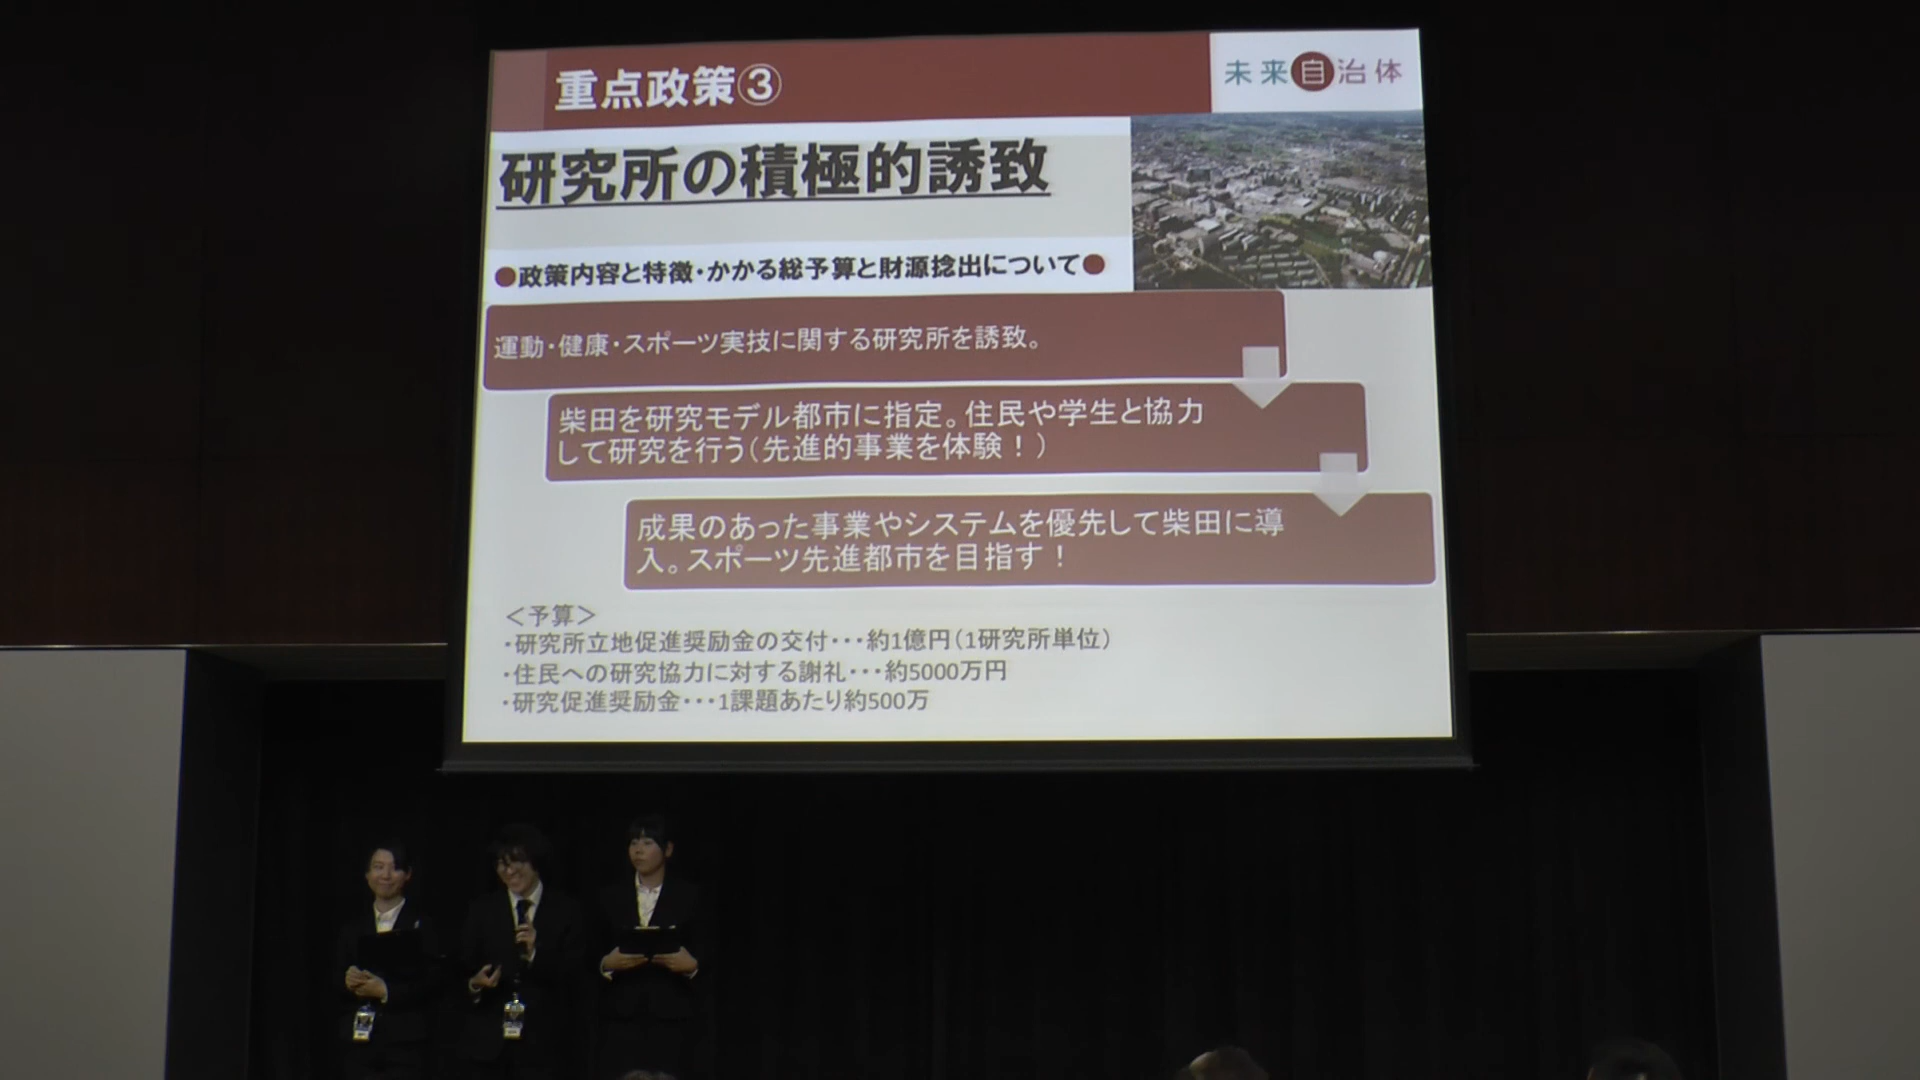 重点政策③
未来自治体
研究所の積極的誘致
●政策内容と特徴・かかる総予算と財源捻出について●
運動・健康・スポーツ実技に関する研究所を誘致。
柴田を研究モデル都市に指定。住民や学生と協力
して研究を行う（先進的事業を体験！）
成果のあった事業やシステムを優先して柴田に導
入。スポーツ先進都市を目指す！
＜予算＞
・研究所立地促進奨励金の交付・・・約1億円（1研究所単位）
・住民への研究協力に対する謝礼・・・約5000万円
・研究促進奨励金・・・1課題あたり約500万